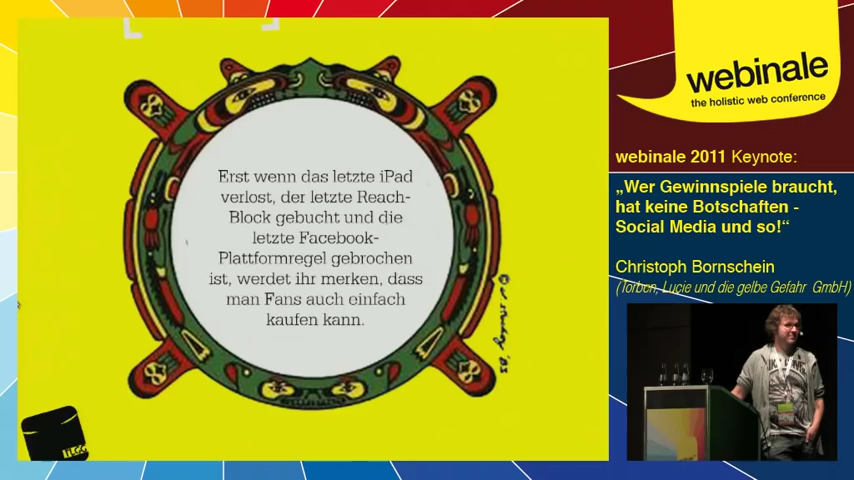 Erst wenn das letzte iPad
verlost, der letzte Reach-
Block gebucht und die
letzte Facebook-
Plattformregel gebrochen
ist, werdet ihr merken, dass
man Fans auch einfach
kaufen kann.
TLGG
webinale
the holistic web conference
webinale 2011 Keynote:
„Wer Gewinnspiele braucht,
hat keine Botschaften -
Social Media und so!“
Christoph Bornschein
(Torben, Lucie und die gelbe Gefahr GmbH)